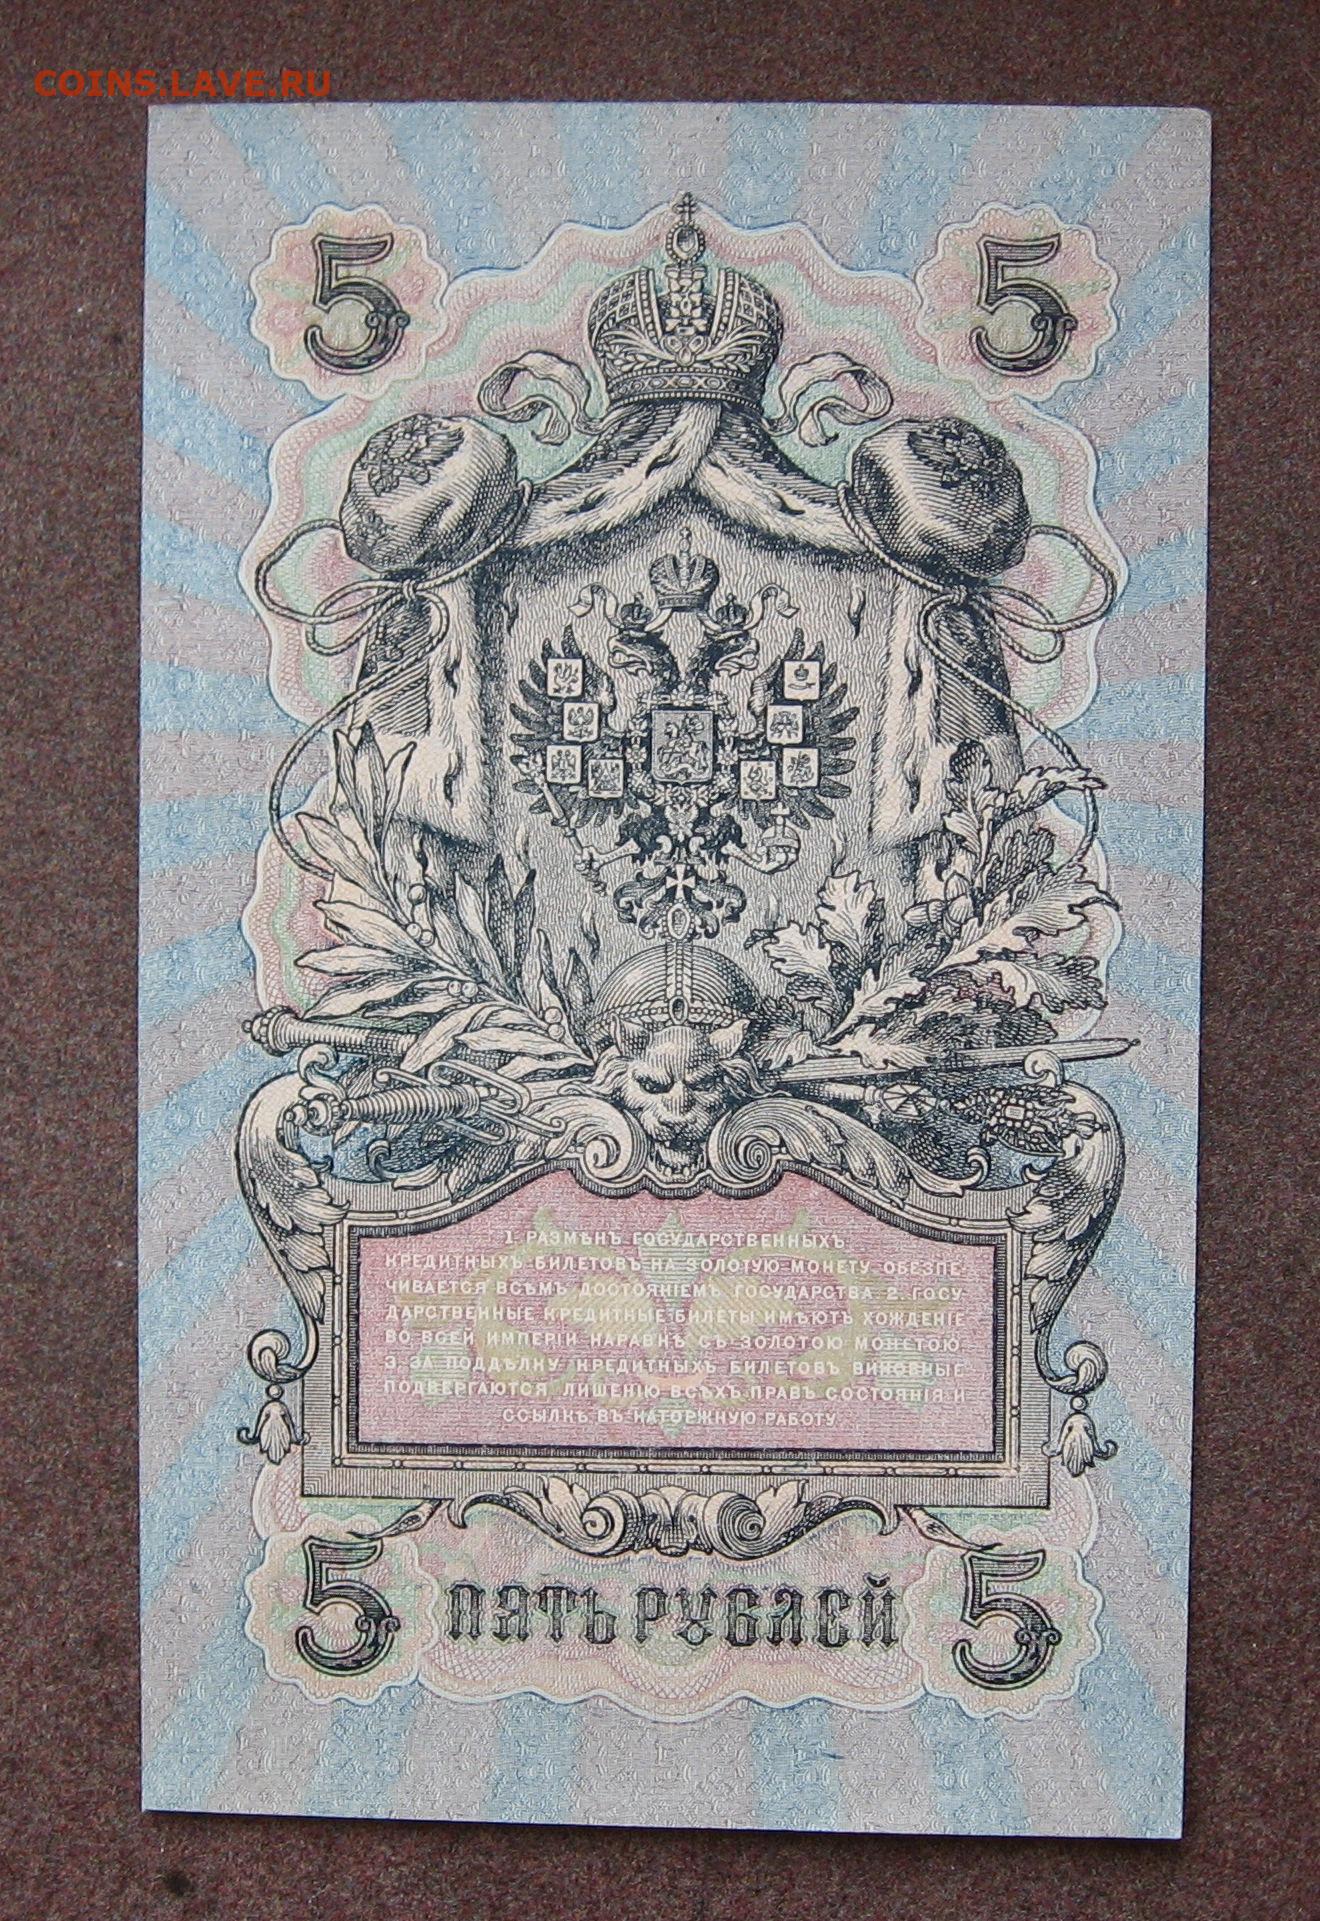 COINS.LAVE.RU
5 5
1. РАЗМѢНЪ ГОСУДАРСТВЕННЫХЪ
КРЕДИТНЫХЪ БИЛЕТОВЪ НА ЗОЛОТУЮ МОНЕТУ ОБЕЗПЕ-
ЧИВАЕТСЯ ВСѢМЪ ДОСТОЯНІЕМЪ ГОСУДАРСТВА 2. ГОСУ-
ДАРСТВЕННЫЕ КРЕДИТНЫЕ БИЛЕТЫ ИМѢЮТЪ ХОЖДЕНІЕ
ВО ВСЕЙ ИМПЕРІИ НАРАВНѢ СЪ ЗОЛОТОЮ МОНЕТОЮ
3 ЗА ПОДДѢЛКУ КРЕДИТНЫХЪ БИЛЕТОВЪ ВИНОВНЫЕ
ПОДВЕРГАЮТСЯ ЛИШЕНІЮ ВСѢХЪ ПРАВЪ СОСТОЯНІЯ И
ССЫЛКѢ ВЪ КАТОРЖНУЮ РАБОТУ
5 ПЯТЬ РУБЛЕЙ 5